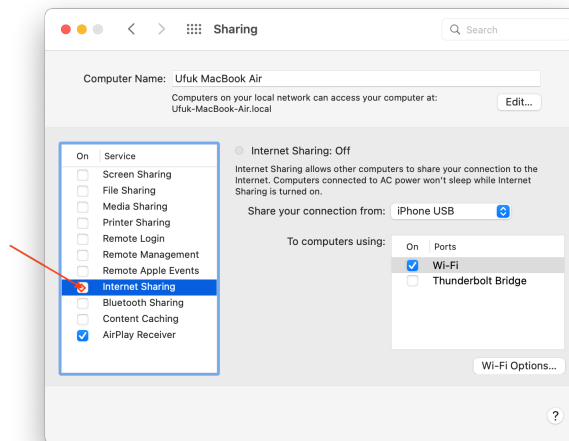 Sharing
Search
Computer Name: Ufuk MacBook Air
Computers on your local network can access your computer at:
Ufuk-MacBook-Air.local
Edit...
On Service
Screen Sharing
File Sharing
Media Sharing
Printer Sharing
Remote Login
Remote Management
Remote Apple Events
Internet Sharing
Bluetooth Sharing
Content Caching
AirPlay Receiver
Internet Sharing: Off
Internet Sharing allows other computers to share your connection to the
Internet. Computers connected to AC power won't sleep while Internet
Sharing is turned on.
Share your connection from: iPhone USB
To computers using:
On Ports
Wi-Fi
Thunderbolt Bridge
Wi-Fi Options...
?